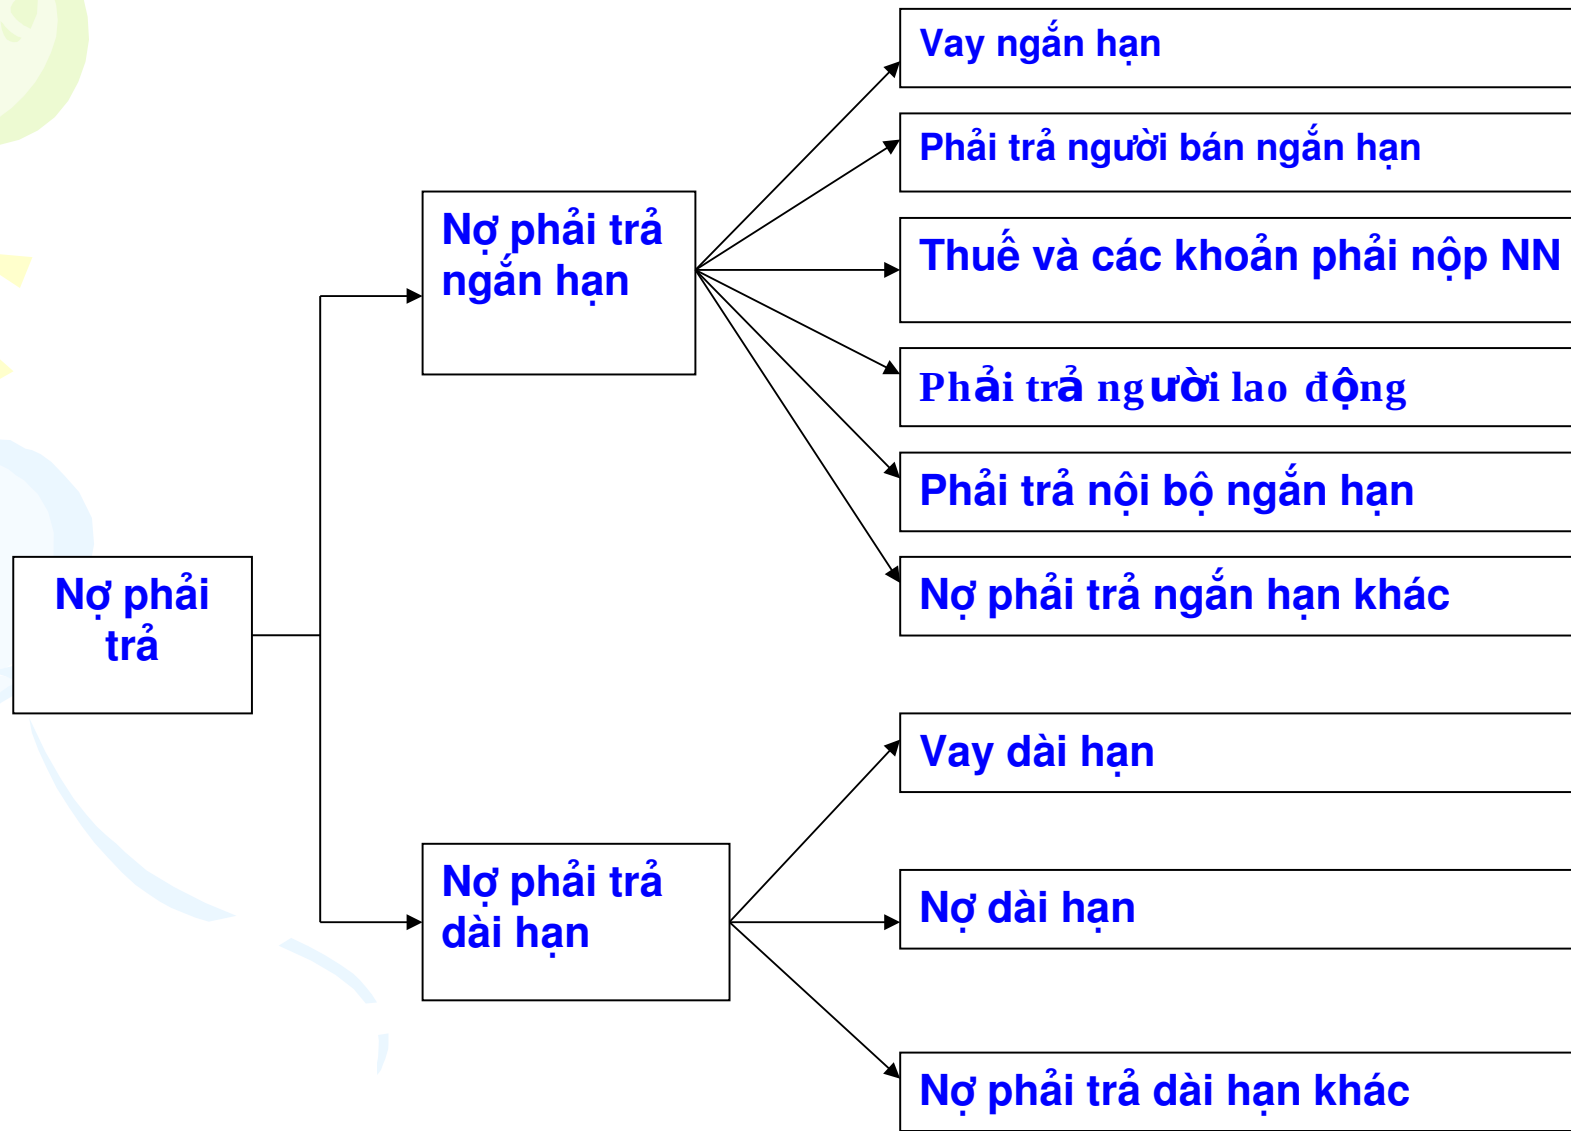 Vay ngắn hạn
Phải trả người bán ngắn hạn
Nợ phải trả
ngắn hạn
Thuế và các khoản phải nộp NN
Phải trả người lao động
Phải trả nội bộ ngắn hạn
Nợ phải trả ngắn hạn khác
Nợ phải
trả
Vay dài hạn
Nợ phải trả
dài hạn
Nợ dài hạn
Nợ phải trả dài hạn khác